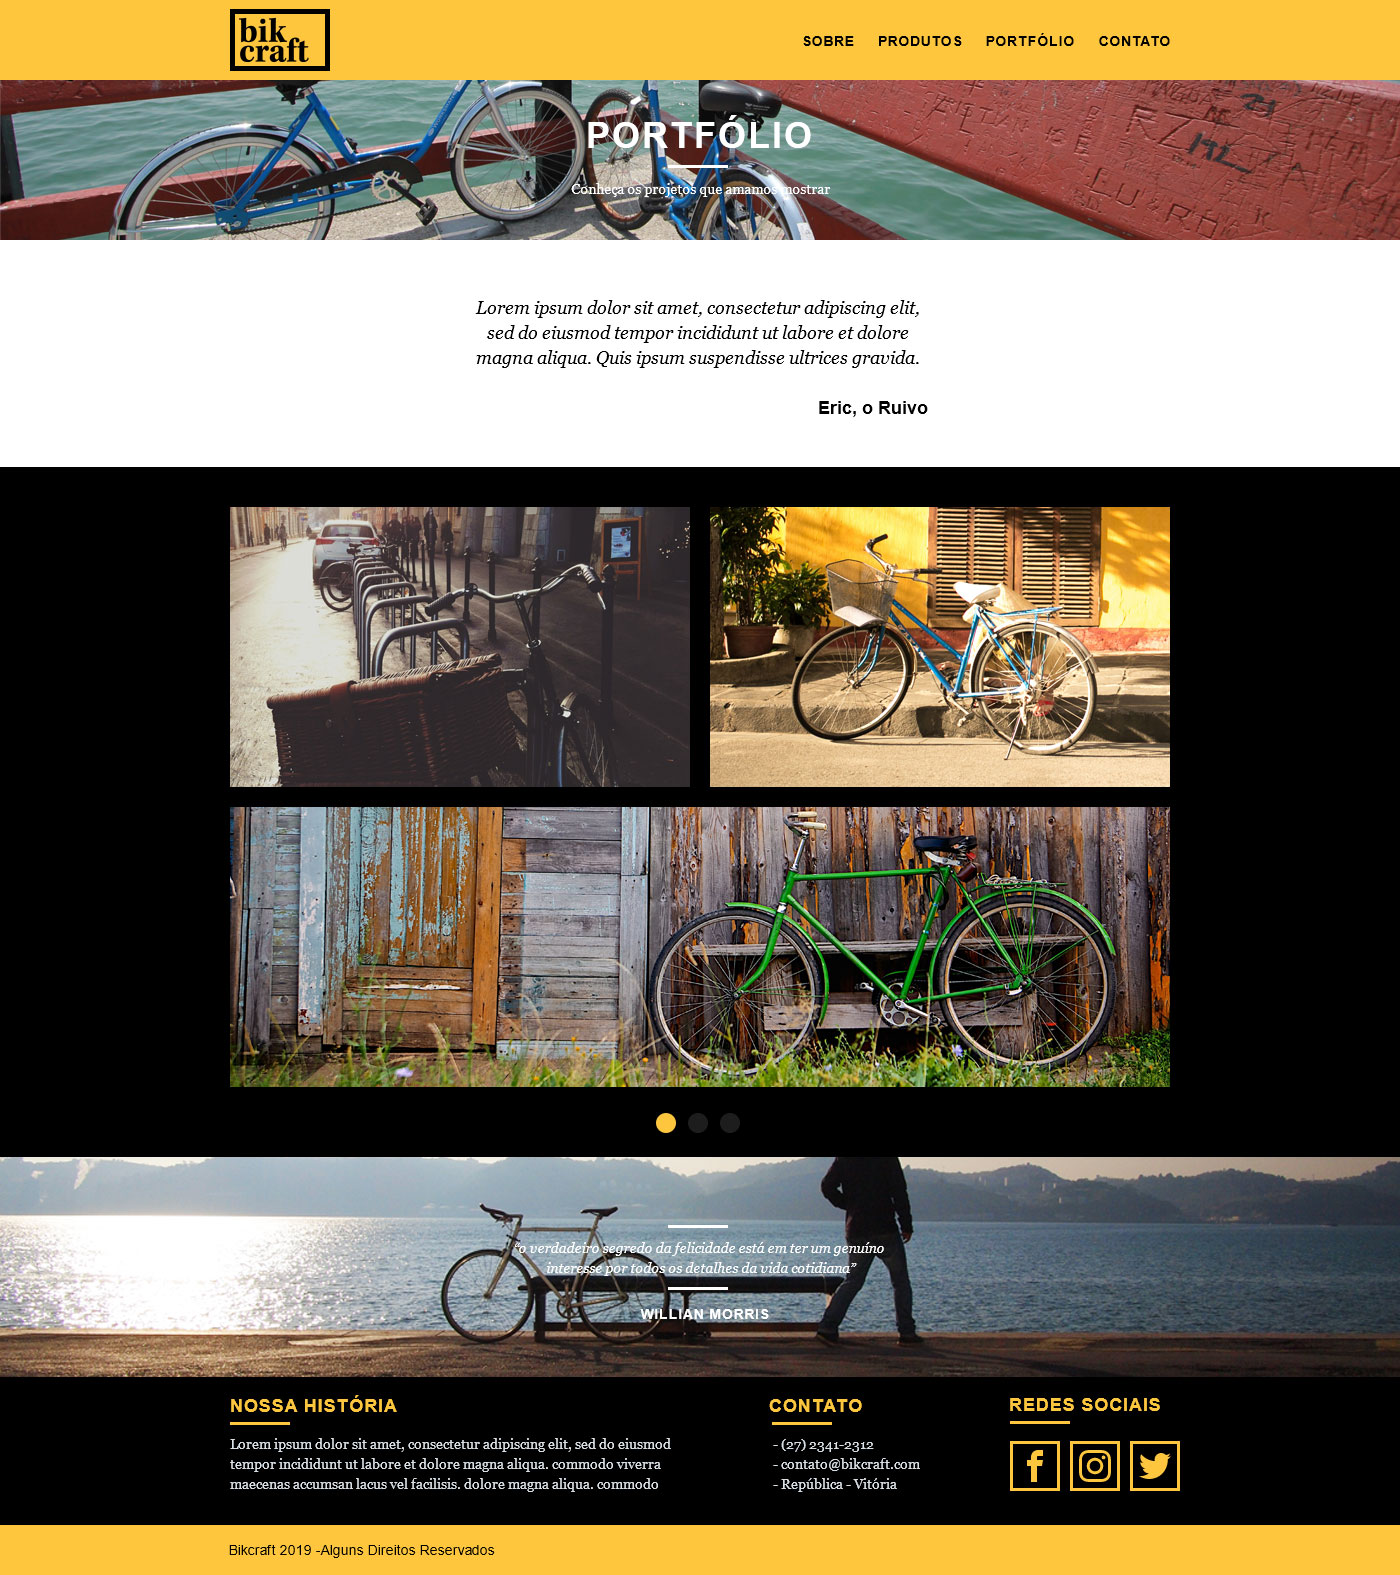 bik
craft
SOBRE PRODUTOS PORTFÓLIO CONTATO
PORTFÓLIO
Conheça os projetos que amamos mostrar
Lorem ipsum dolor sit amet, consectetur adipiscing elit,
sed do eiusmod tempor incididunt ut labore et dolore
magna aliqua. Quis ipsum suspendisse ultrices gravida.
Eric, o Ruivo
“o verdadeiro segredo da felicidade está em ter um genuíno
interesse por todos os detalhes da vida cotidiana”
WILLIAN MORRIS
NOSSA HISTÓRIA
Lorem ipsum dolor sit amet, consectetur adipiscing elit, sed do eiusmod
tempor incididunt ut labore et dolore magna aliqua. commodo viverra
maecenas accumsan lacus vel facilisis. dolore magna aliqua. commodo
CONTATO
- (27) 2341-2312
- contato@bikcraft.com
- República - Vitória
REDES SOCIAIS
Bikcraft 2019 -Alguns Direitos Reservados